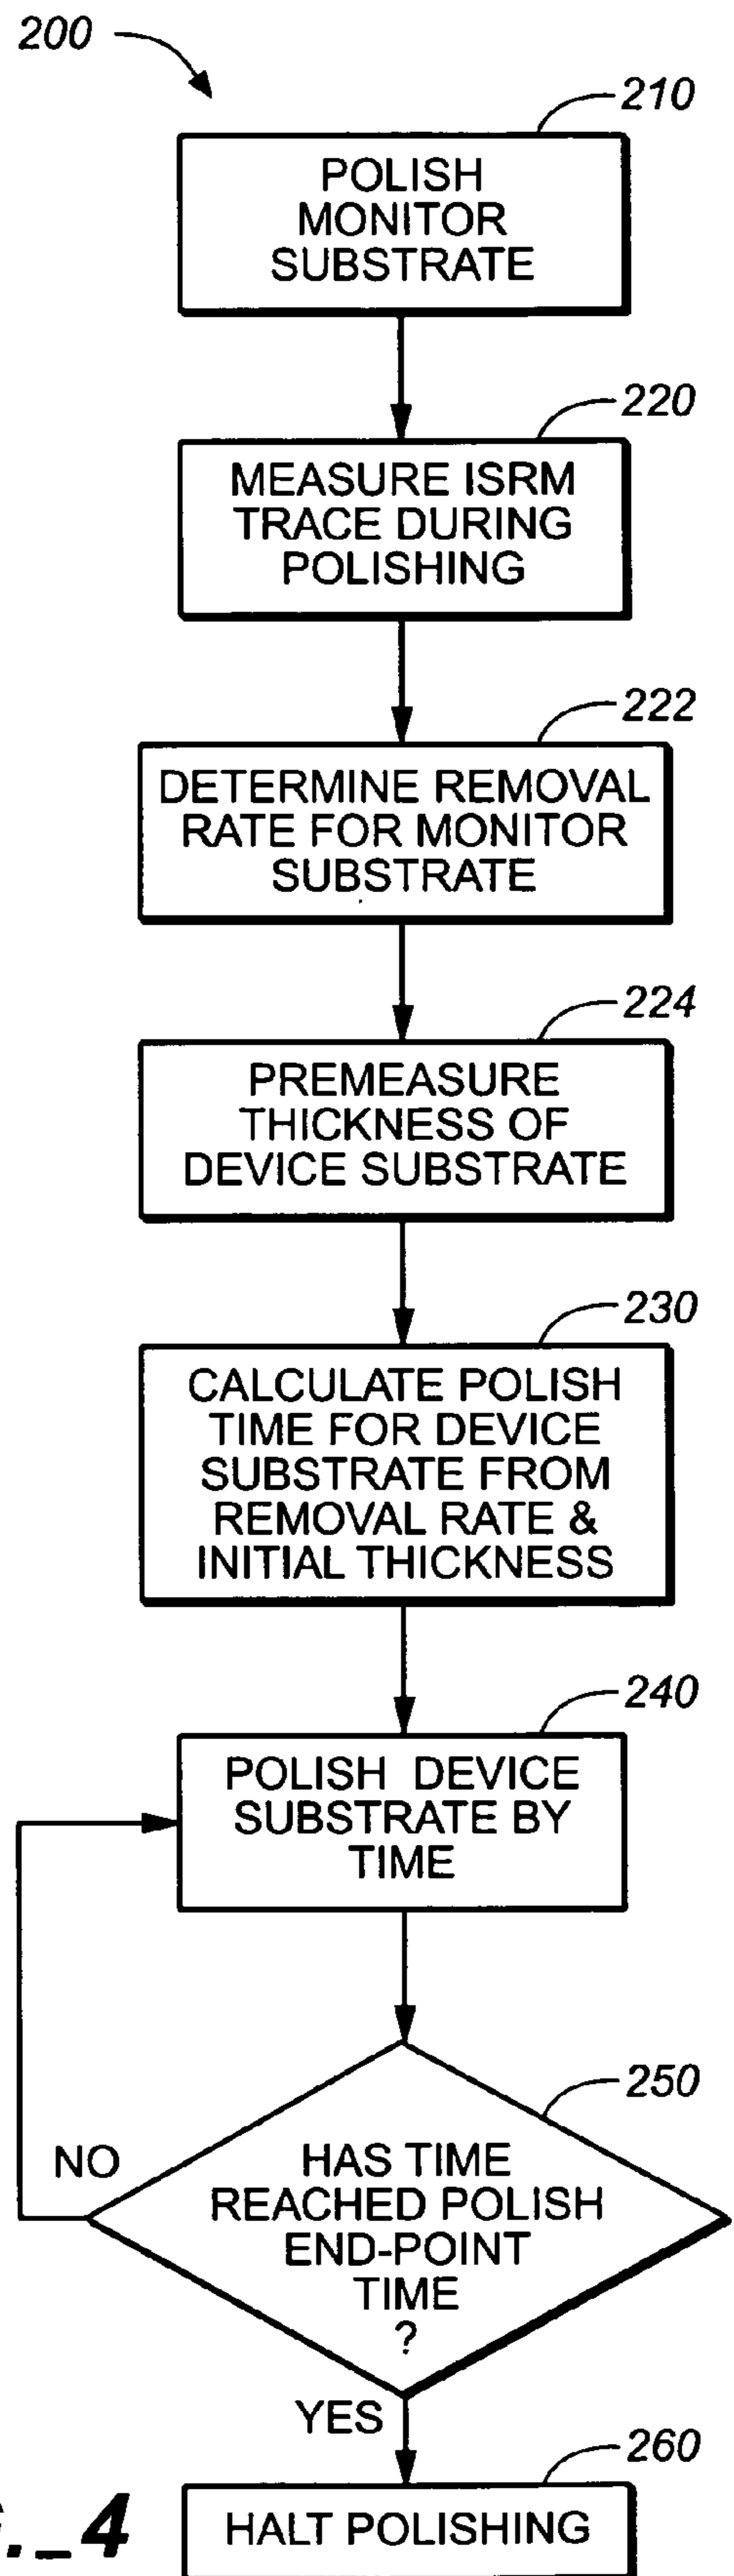 200
210
POLISH
MONITOR
SUBSTRATE
220
MEASURE ISRM
TRACE DURING
POLISHING
222
DETERMINE REMOVAL
RATE FOR MONITOR
SUBSTRATE
224
PREMEASURE
THICKNESS OF
DEVICE SUBSTRATE
230
CALCULATE POLISH
TIME FOR DEVICE
SUBSTRATE FROM
REMOVAL RATE &
INITIAL THICKNESS
240
POLISH DEVICE
SUBSTRATE BY
TIME
250
NO
HAS TIME
REACHED POLISH
END-POINT
TIME
?
YES
260
HALT POLISHING
._4